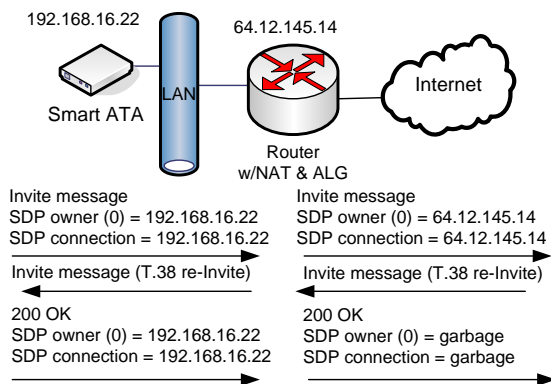 192.168.16.22
64.12.145.14
LAN
Internet
Smart ATA
Router
w/NAT & ALG
Invite message
SDP owner (0) = 192.168.16.22
SDP connection = 192.168.16.22
Invite message
SDP owner (0) = 64.12.145.14
SDP connection = 64.12.145.14
Invite message (T.38 re-Invite)
Invite message (T.38 re-Invite)
200 OK
SDP owner (0) = 192.168.16.22
SDP connection = 192.168.16.22
200 OK
SDP owner (0) = garbage
SDP connection = garbage